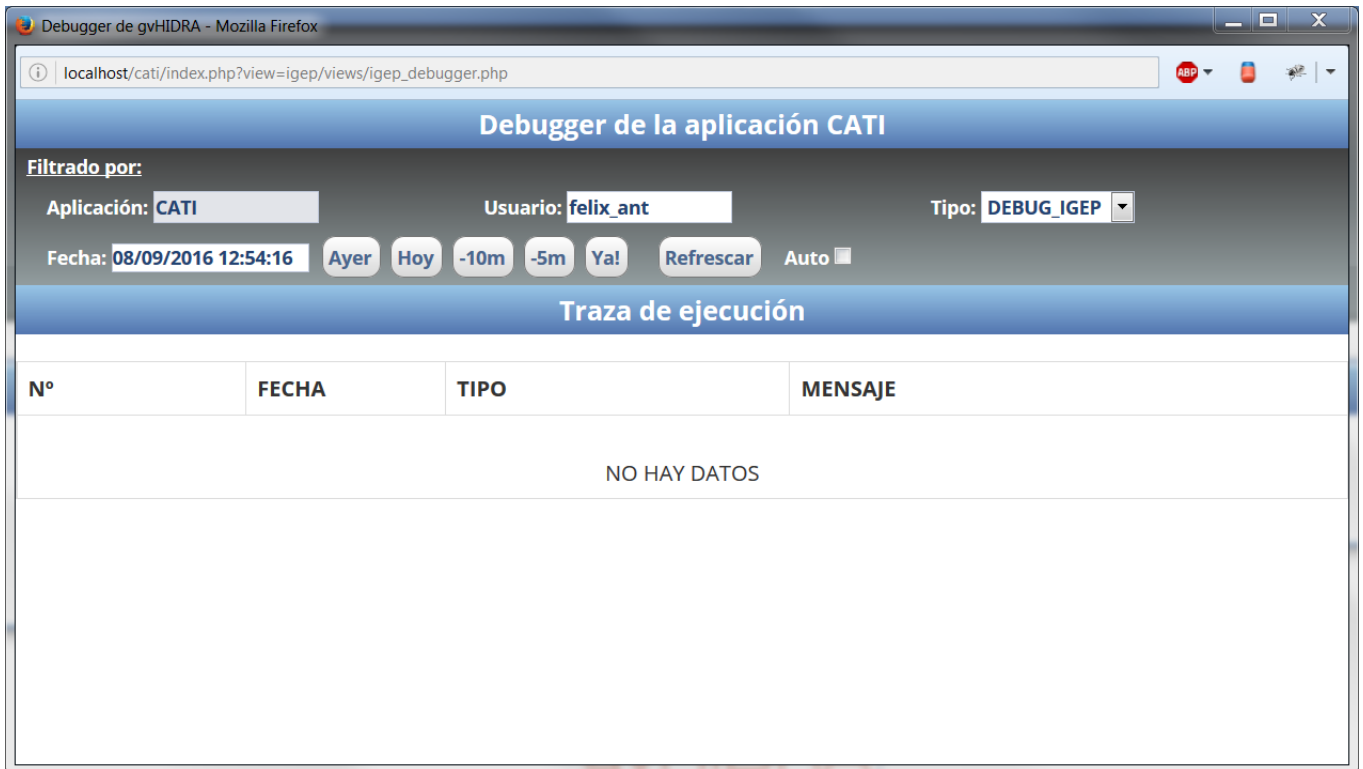 Debugger de gvHIDRA - Mozilla Firefox
localhost/cati/index.php?view=igep/views/igep_debugger.php
ABP
Debugger de la aplicación CATI
Filtrado por:
Aplicación: CATI Usuario: felix_ant Tipo: DEBUG_IGEP
Fecha: 08/09/2016 12:54:16 Ayer Hoy -10m -5m Ya! Refrescar Auto
Traza de ejecución
Nº FECHA TIPO MENSAJE
NO HAY DATOS